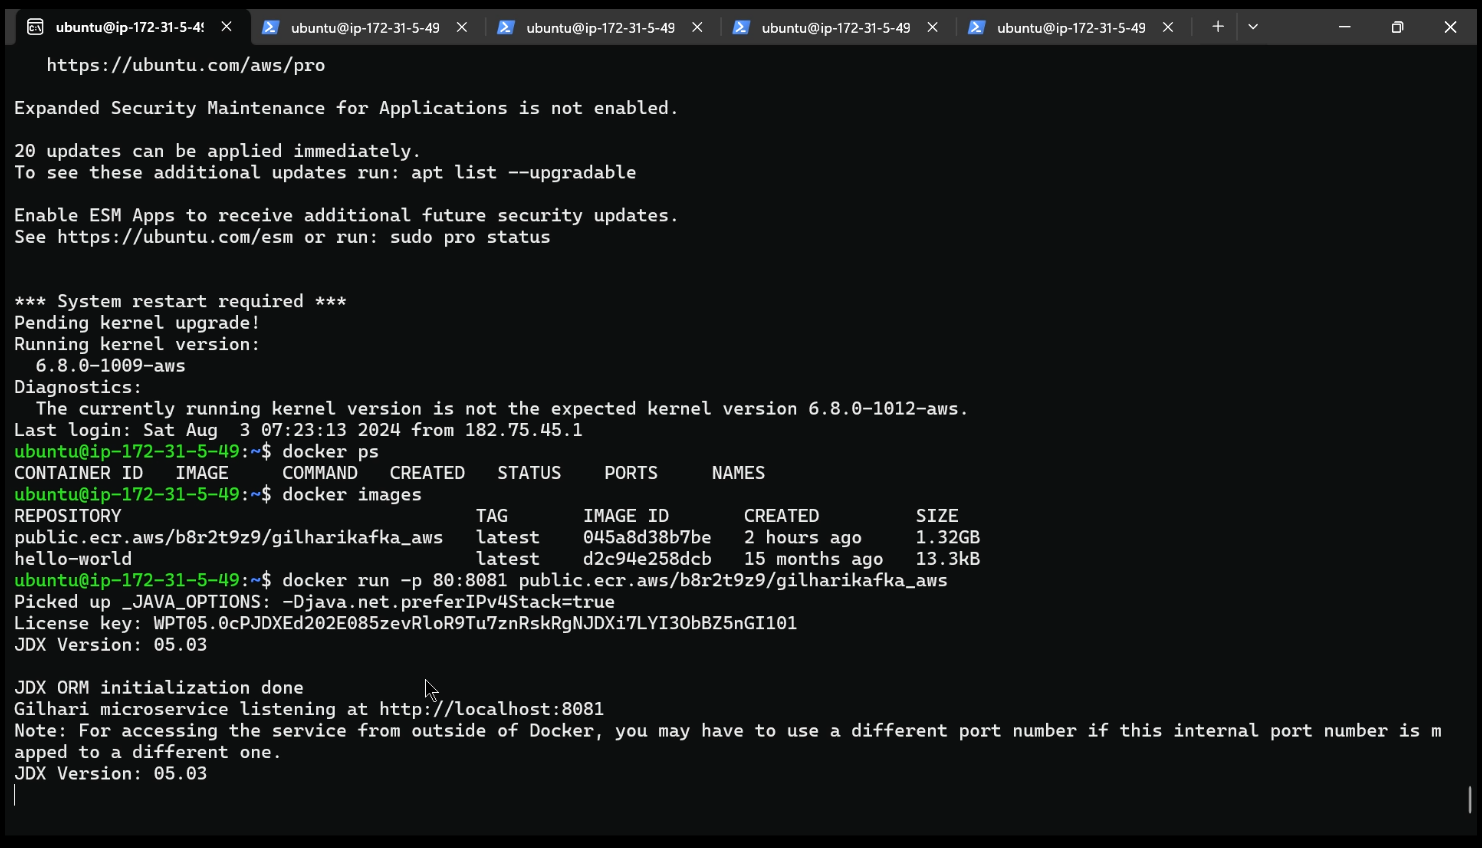 ubuntu@ip-172-31-5-49
ubuntu@ip-172-31-5-49
ubuntu@ip-172-31-5-49
ubuntu@ip-172-31-5-49
ubuntu@ip-172-31-5-49
https://ubuntu.com/aws/pro
Expanded Security Maintenance for Applications is not enabled.
20 updates can be applied immediately.
To see these additional updates run: apt list --upgradable
Enable ESM Apps to receive additional future security updates.
See https://ubuntu.com/esm or run: sudo pro status
*** System restart required ***
Pending kernel upgrade!
Running kernel version:
6.8.0-1009-aws
Diagnostics:
The currently running kernel version is not the expected kernel version 6.8.0-1012-aws.
Last login: Sat Aug  3 07:23:13 2024 from 182.75.45.1
ubuntu@ip-172-31-5-49:~$ docker ps
CONTAINER ID   IMAGE     COMMAND   CREATED   STATUS    PORTS     NAMES
ubuntu@ip-172-31-5-49:~$ docker images
REPOSITORY                                 TAG       IMAGE ID       CREATED         SIZE
public.ecr.aws/b8r2t9z9/gilharikafka_aws   latest    045a8d38b7be   2 hours ago     1.32GB
hello-world                                latest    d2c94e258dcb   15 months ago   13.3kB
ubuntu@ip-172-31-5-49:~$ docker run -p 80:8081 public.ecr.aws/b8r2t9z9/gilharikafka_aws
Picked up _JAVA_OPTIONS: -Djava.net.preferIPv4Stack=true
License key: WPT05.0cPJDXEd202E085zevRloR9Tu7znRskRgNJDXi7LYI3ObBZ5nGI101
JDX Version: 05.03
JDX ORM initialization done
Gilhari microservice listening at http://localhost:8081
Note: For accessing the service from outside of Docker, you may have to use a different port number if this internal port number is m
apped to a different one.
JDX Version: 05.03